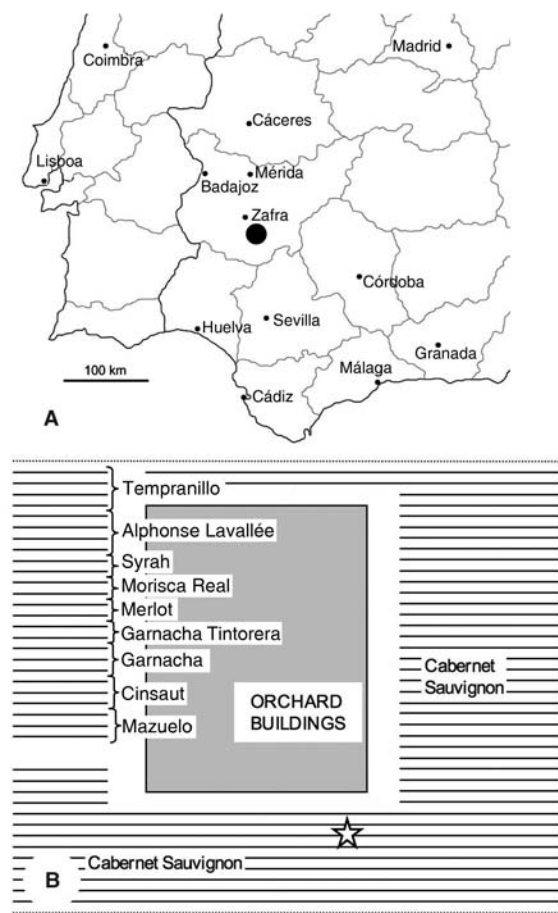 Coimbra
Madrid
Cáceres
Lisboa
Badajoz
Mérida
Zafra
Córdoba
Huelva
Sevilla
Granada
Málaga
100 km
Cádiz
A
Tempranillo
Alphonse Lavallée
Syrah
Morisca Real
Merlot
Garnacha Tintorera
Garnacha
Cinsaut
Mazuelo
ORCHARD
BUILDINGS
Cabernet
Sauvignon
Cabernet Sauvignon
B